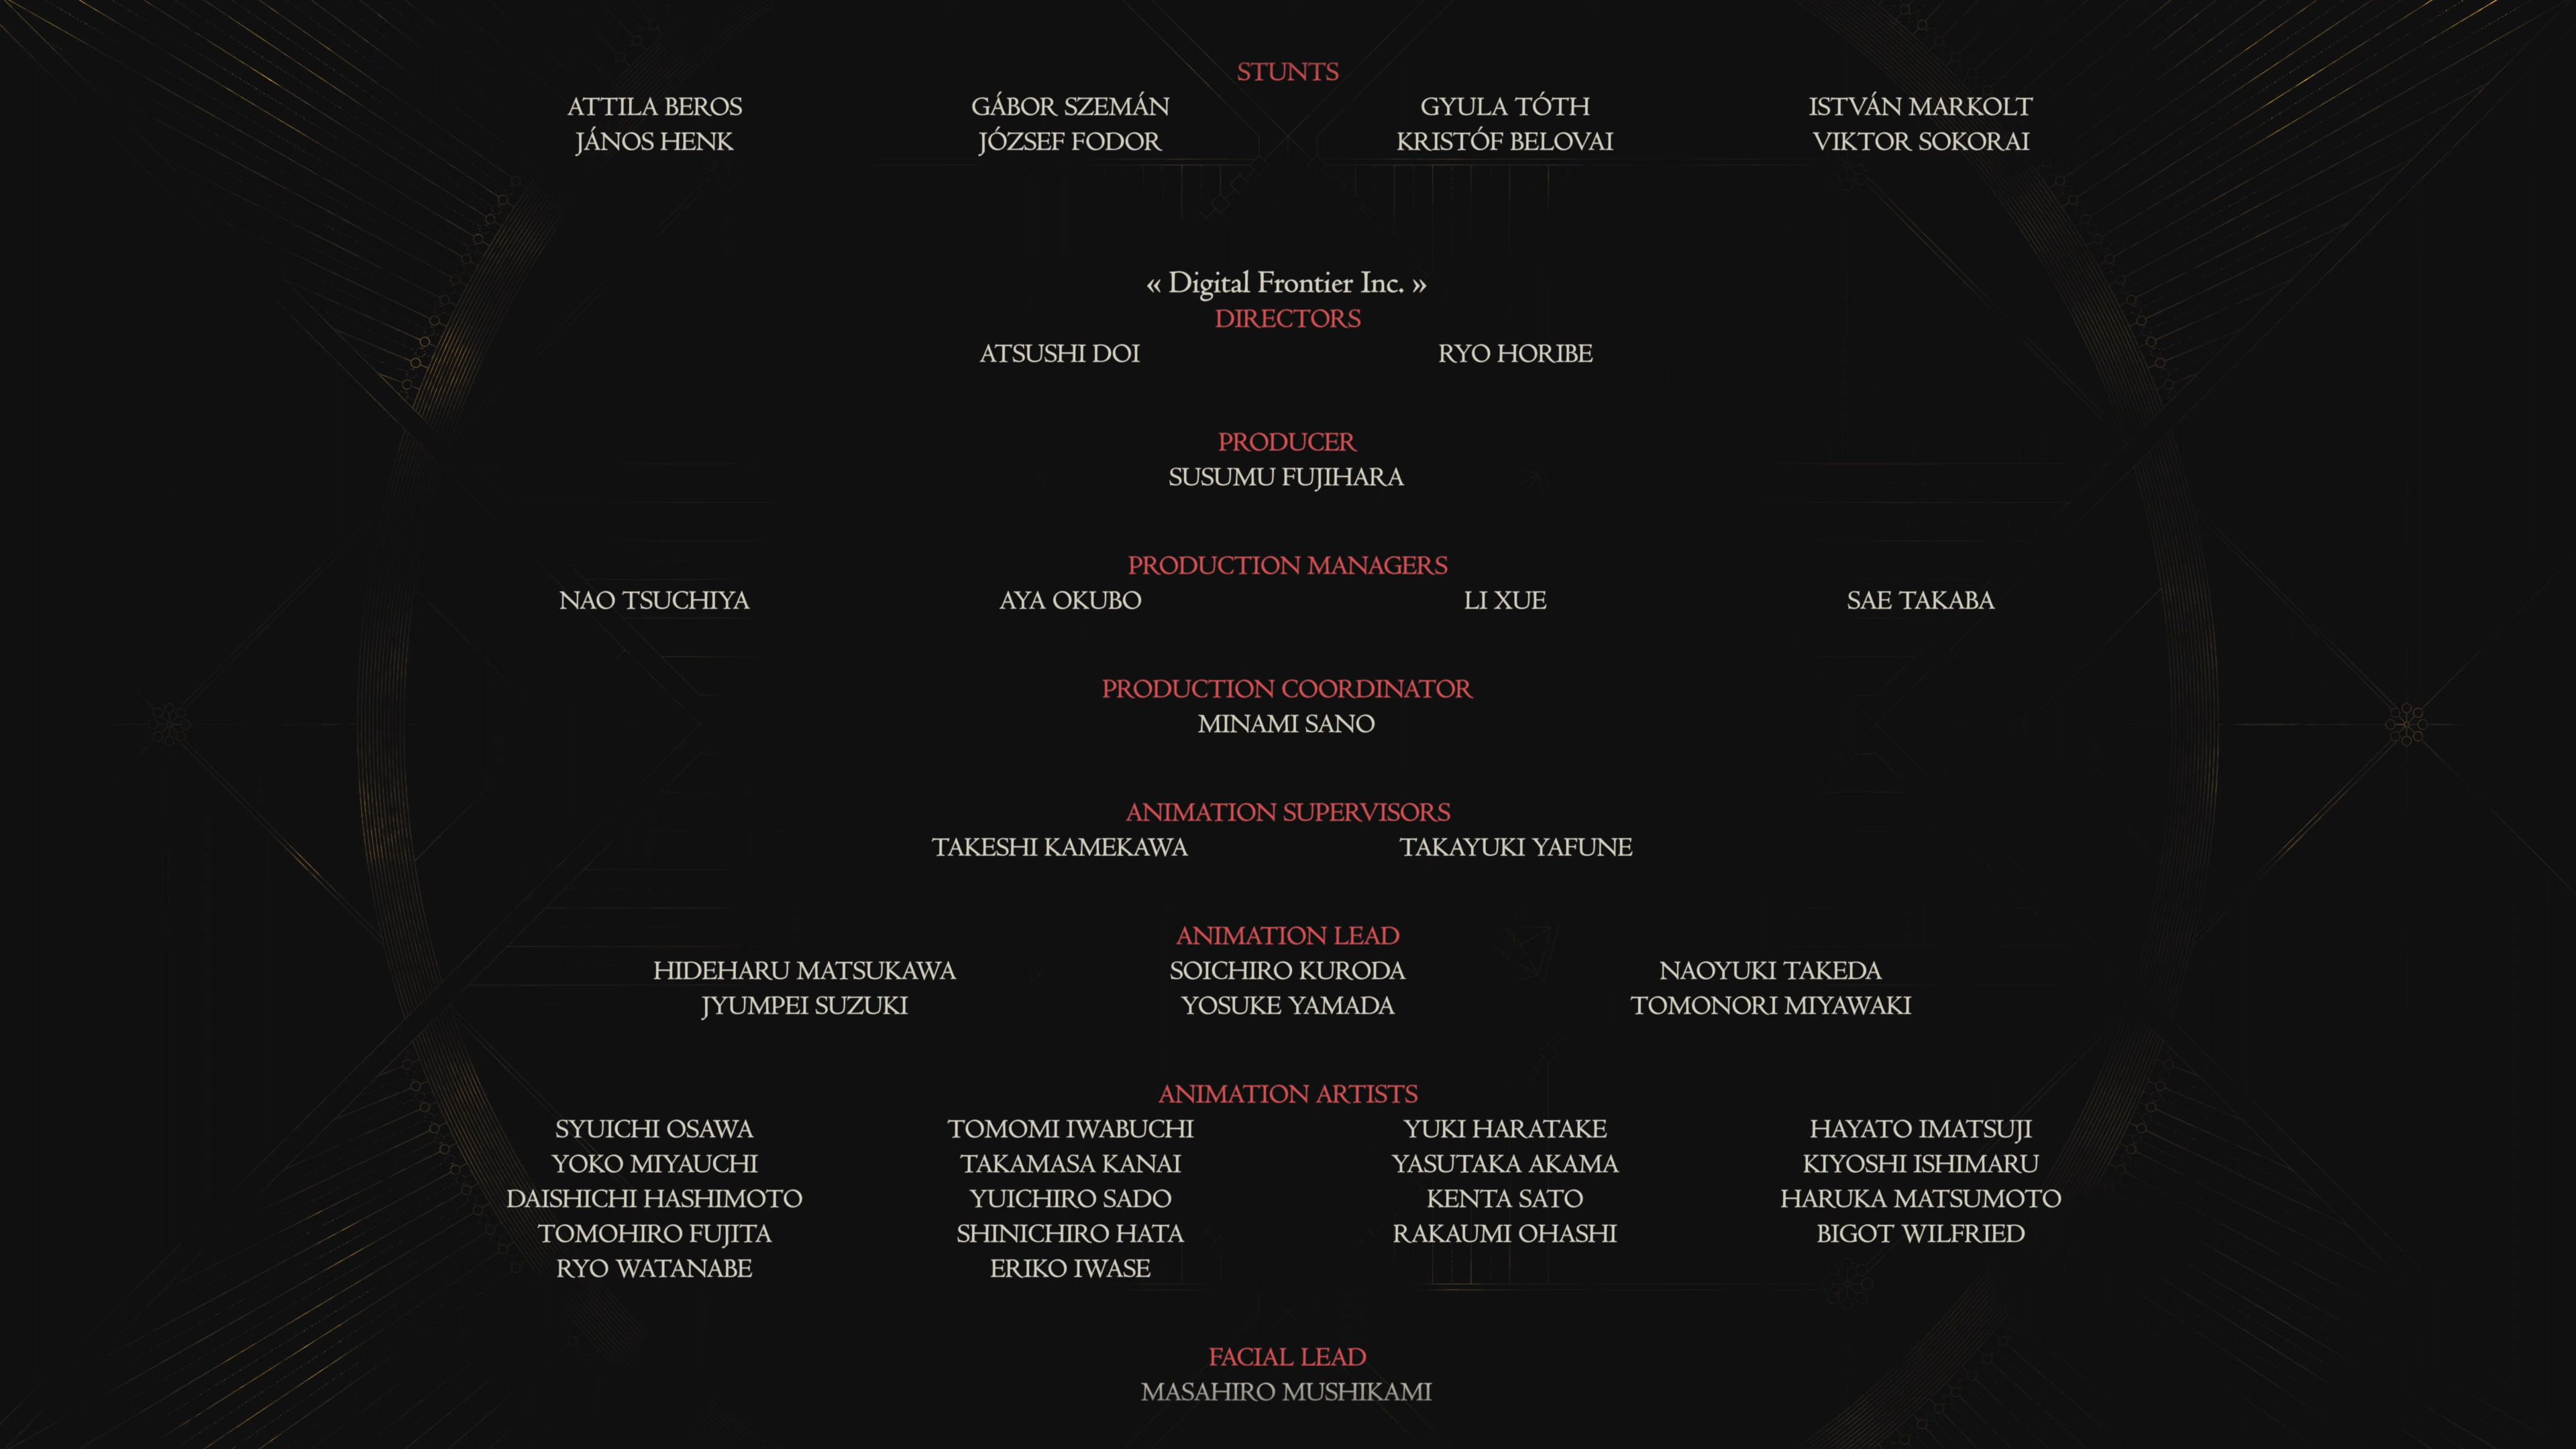 STUNTS
ATTILA BEROS GÁBOR SZEMÁN GYULA TÓTH ISTVÁN MARKOLT
JÁNOS HENK JÓZSEF FODOR KRISTÓF BELOVAI VIKTOR SOKORAI
« Digital Frontier Inc. »
DIRECTORS
ATSUSHI DOI RYO HORIBE
PRODUCER
SUSUMU FUJIHARA
PRODUCTION MANAGERS
NAO TSUCHIYA AYA OKUBO LI XUE SAE TAKABA
PRODUCTION COORDINATOR
MINAMI SANO
ANIMATION SUPERVISORS
TAKESHI KAMEKAWA TAKAYUKI YAFUNE
ANIMATION LEAD
HIDEHARU MATSUKAWA SOICHIRO KURODA NAOYUKI TAKEDA
JYUMPEI SUZUKI YOSUKE YAMADA TOMONORI MIYAWAKI
ANIMATION ARTISTS
SYUICHI OSAWA TOMOMI IWABUCHI YUKI HARATAKE HAYATO IMATSUJI
YOKO MIYAUCHI TAKAMASA KANAI YASUTAKA AKAMA KIYOSHI ISHIMARU
DAISHICHI HASHIMOTO YUICHIRO SADO KENTA SATO HARUKA MATSUMOTO
TOMOHIRO FUJITA SHINICHIRO HATA RAKAUMI OHASHI BIGOT WILFRIED
RYO WATANABE ERIKO IWASE
FACIAL LEAD
MASAHIRO MUSHIKAMI